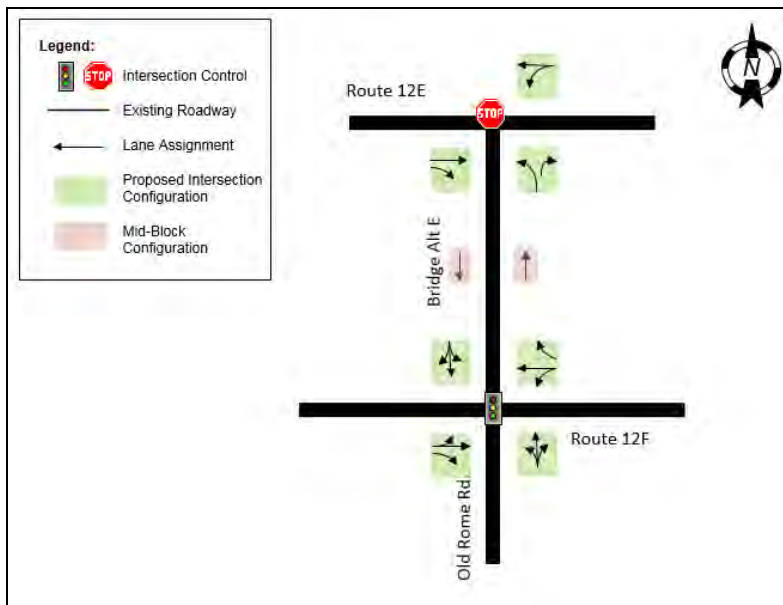 Legend:
STOP Intersection Control
Existing Roadway
Lane Assignment
Proposed Intersection
Configuration
Mid-Block
Configuration
N
Route 12E
STOP
Bridge Alt E
Route 12F
Old Rome Rd.